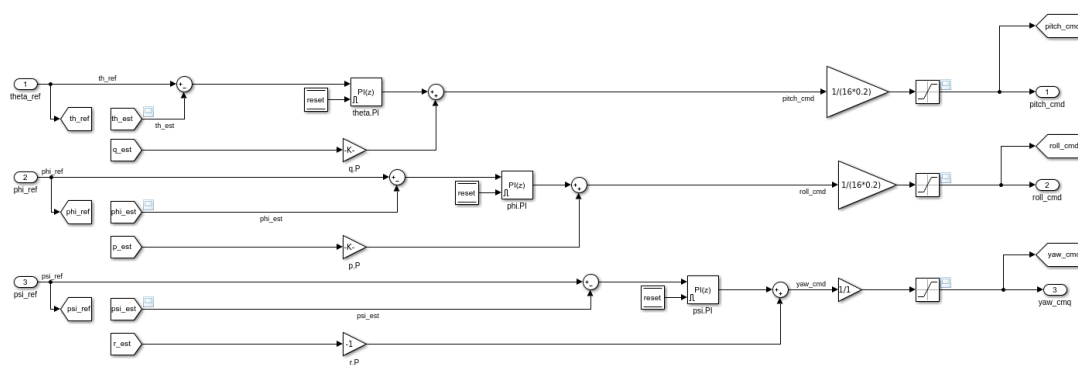 pitch_cmd
1
theta_ref
th_ref
th_ref
th_est
th_est
reset
PI(z)
theta.PI
pitch_cmd
1/(16*0.2)
1
pitch_cmd
q_est
-K-
q.P
roll_cmd
2
phi_ref
phi_ref
phi_ref
phi_est
phi_est
reset
PI(z)
phi.PI
roll_cmd
1/(16*0.2)
2
roll_cmd
p_est
-K-
p.P
3
psi_ref
psi_ref
psi_ref
psi_est
psi_est
reset
PI(z)
psi.PI
yaw_cmd
1/1
yaw_cmd
3
yaw_cmq
r_est
-1
r.P